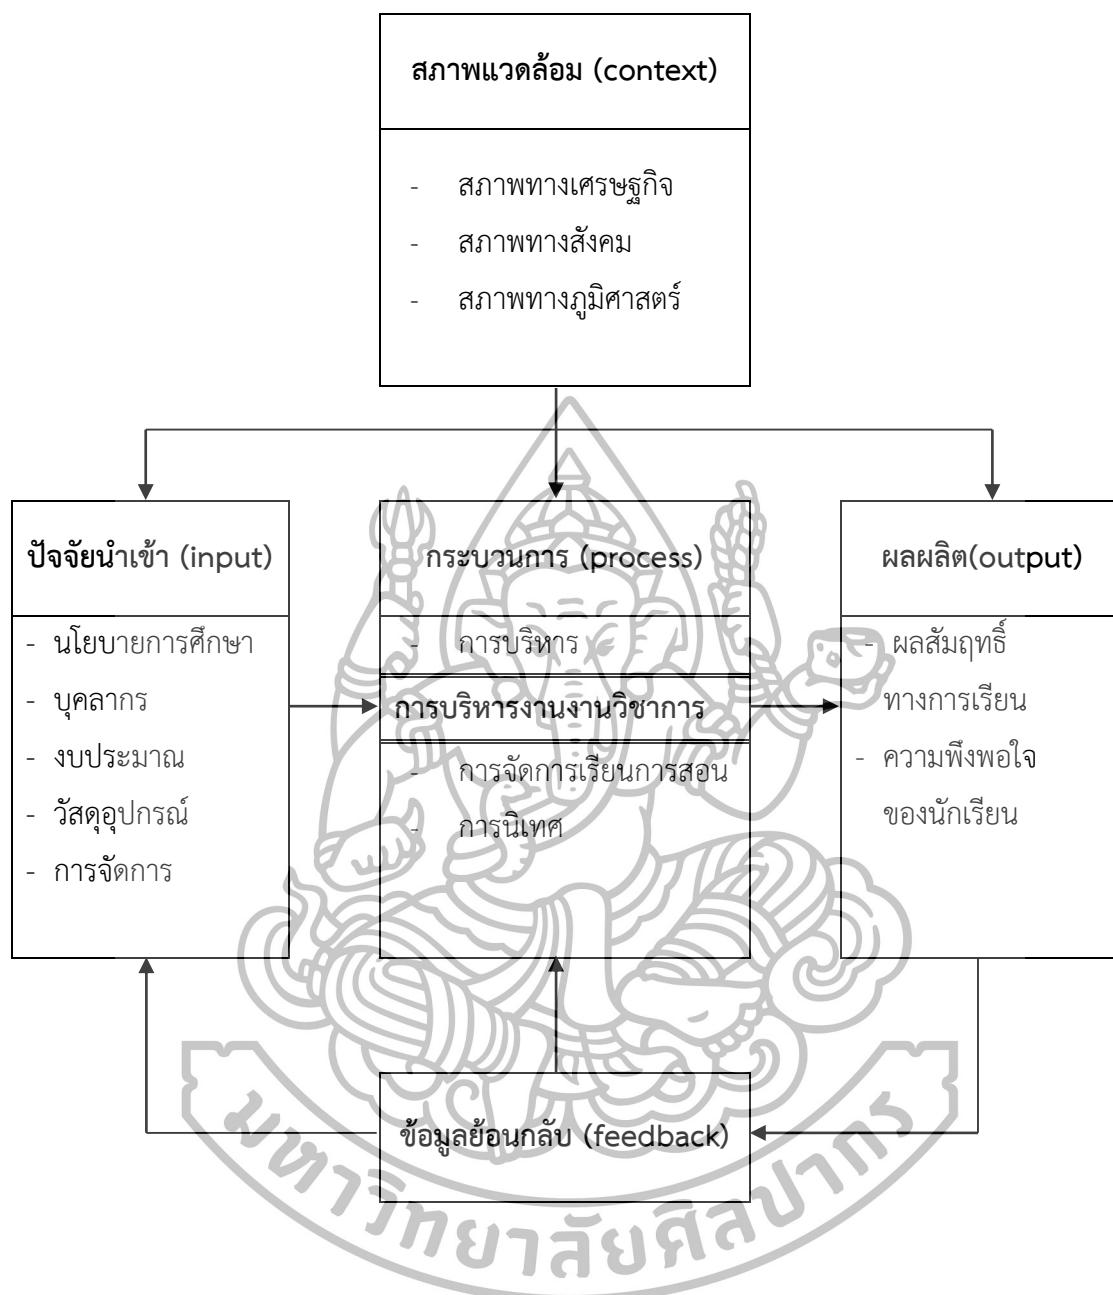 สภาพแวดล้อม (context)
- สภาพทางเศรษฐกิจ
- สภาพทางสังคม
- สภาพทางภูมิศาสตร์
ปัจจัยนำเข้า (input)
- นโยบายการศึกษา
- บุคลากร
- งบประมาณ
- วัสดุอุปกรณ์
- การจัดการ
กระบวนการ (process)
- การบริหาร
การบริหารงานงานวิชาการ
- การจัดการเรียนการสอน
- การนิเทศ
ผลผลิต(output)
- ผลสัมฤทธิ์
ทางการเรียน
- ความพึงพอใจ
ของนักเรียน
ข้อมูลย้อนกลับ (feedback)
มหาวิทยาลัยศิลปากร